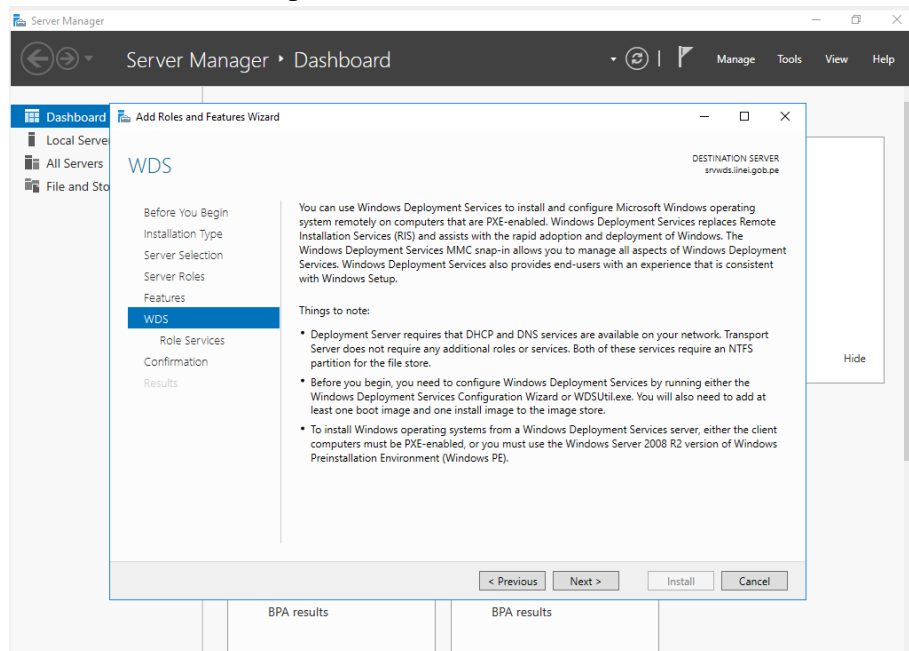 Server Manager
Server Manager ‣ Dashboard
Manage Tools View Help
Dashboard
Local Server
All Servers
File and Sto
Add Roles and Features Wizard
WDS
DESTINATION SERVER
srvwds.iinei.gob.pe
Before You Begin
Installation Type
Server Selection
Server Roles
Features
WDS
Role Services
Confirmation
Results
You can use Windows Deployment Services to install and configure Microsoft Windows operating
system remotely on computers that are PXE-enabled. Windows Deployment Services replaces Remote
Installation Services (RIS) and assists with the rapid adoption and deployment of Windows. The
Windows Deployment Services MMC snap-in allows you to manage all aspects of Windows Deployment
Services. Windows Deployment Services also provides end-users with an experience that is consistent
with Windows Setup.
Things to note:
• Deployment Server requires that DHCP and DNS services are available on your network. Transport
Server does not require any additional roles or services. Both of these services require an NTFS
partition for the file store.
• Before you begin, you need to configure Windows Deployment Services by running either the
Windows Deployment Services Configuration Wizard or WDSUtil.exe. You will also need to add at
least one boot image and one install image to the image store.
• To install Windows operating systems from a Windows Deployment Services server, either the client
computers must be PXE-enabled, or you must use the Windows Server 2008 R2 version of Windows
Preinstallation Environment (Windows PE).
Hide
< Previous Next > Install Cancel
BPA results BPA results